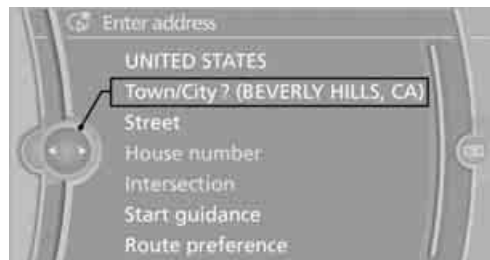 Enter address
UNITED STATES
Town/City ? (BEVERLY HILLS, CA)
Street
House number
Intersection
Start guidance
Route preference